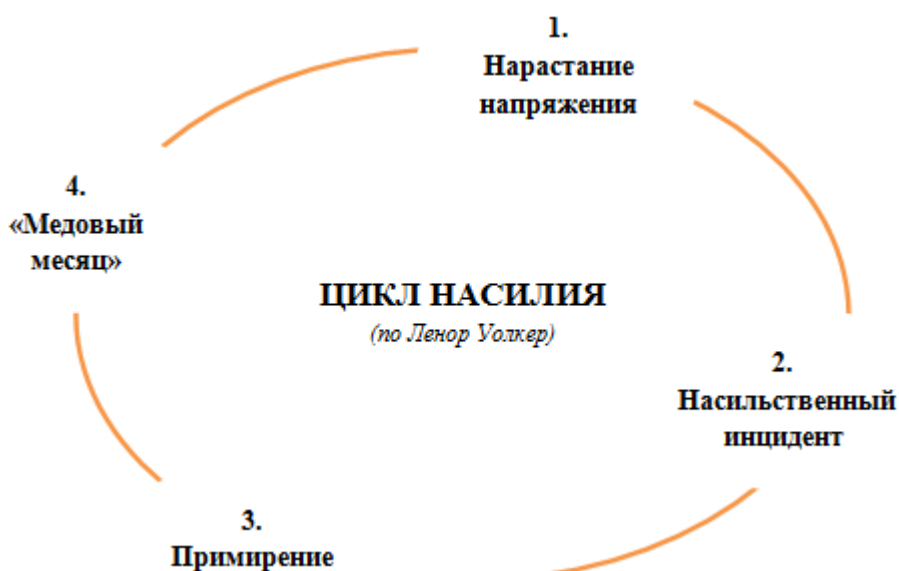 1.
Нарастание
напряжения
4.
«Медовый
месяц»
ЦИКЛ НАСИЛИЯ
(по Ленор Уолкер)
2.
Насильственный
инцидент
3.
Примирение